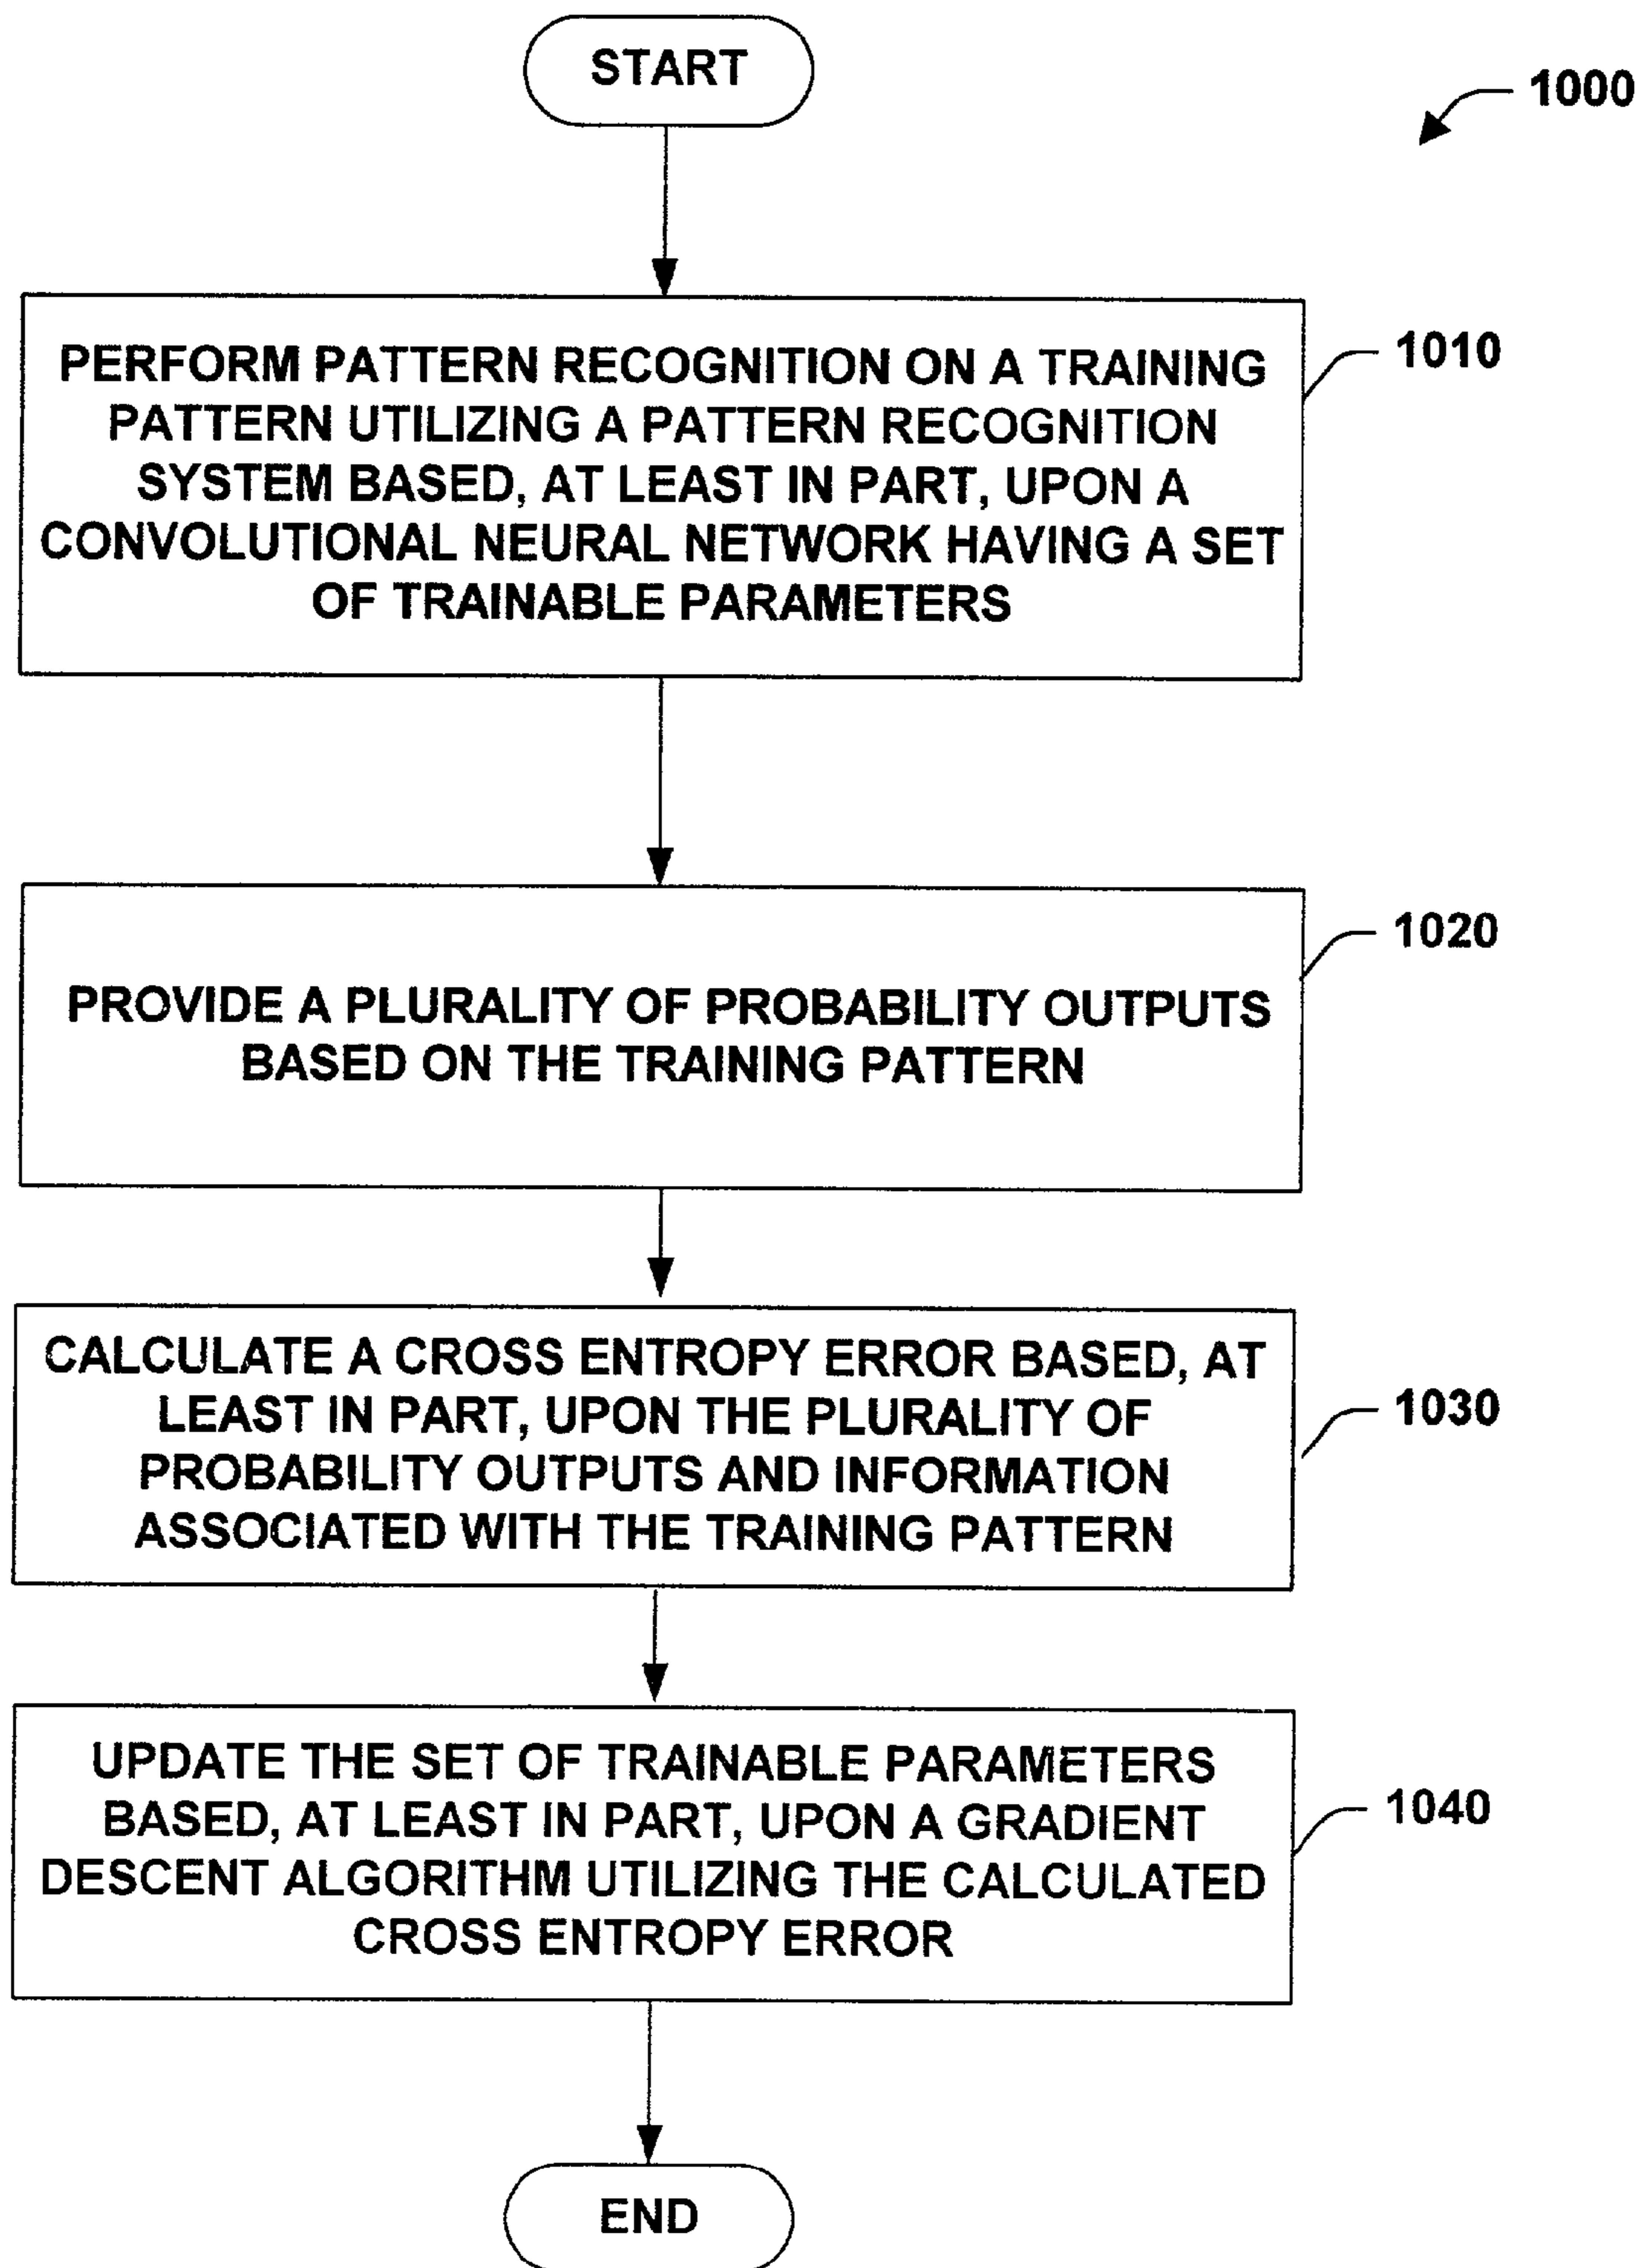 START
1000
PERFORM PATTERN RECOGNITION ON A TRAINING
PATTERN UTILIZING A PATTERN RECOGNITION
SYSTEM BASED, AT LEAST IN PART, UPON A
CONVOLUTIONAL NEURAL NETWORK HAVING A SET
OF TRAINABLE PARAMETERS
1010
PROVIDE A PLURALITY OF PROBABILITY OUTPUTS
BASED ON THE TRAINING PATTERN
1020
CALCULATE A CROSS ENTROPY ERROR BASED, AT
LEAST IN PART, UPON THE PLURALITY OF
PROBABILITY OUTPUTS AND INFORMATION
ASSOCIATED WITH THE TRAINING PATTERN
1030
UPDATE THE SET OF TRAINABLE PARAMETERS
BASED, AT LEAST IN PART, UPON A GRADIENT
DESCENT ALGORITHM UTILIZING THE CALCULATED
CROSS ENTROPY ERROR
1040
END